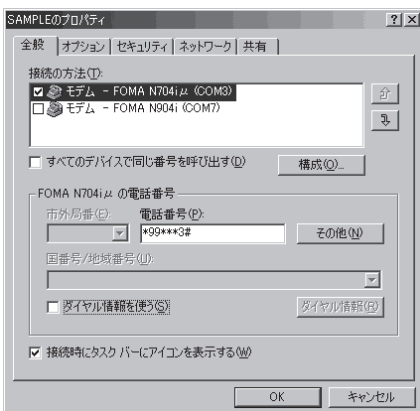 SAMPLEのプロパティ
全般 オプション セキュリティ ネットワーク 共有
接続の方法(T):
モデム - FOMA N704iμ (COM3)
モデム - FOMA N904i (COM7)
すべてのデバイスで同じ番号を呼び出す(D)
構成(O)...
FOMA N704iμ の電話番号
市外局番(E): 電話番号(P):
*99***3# その他(N)
国番号/地域番号(U):
ダイヤル情報を使う(S) ダイヤル情報(R)
接続時にタスク バーにアイコンを表示する(W)
OK キャンセル